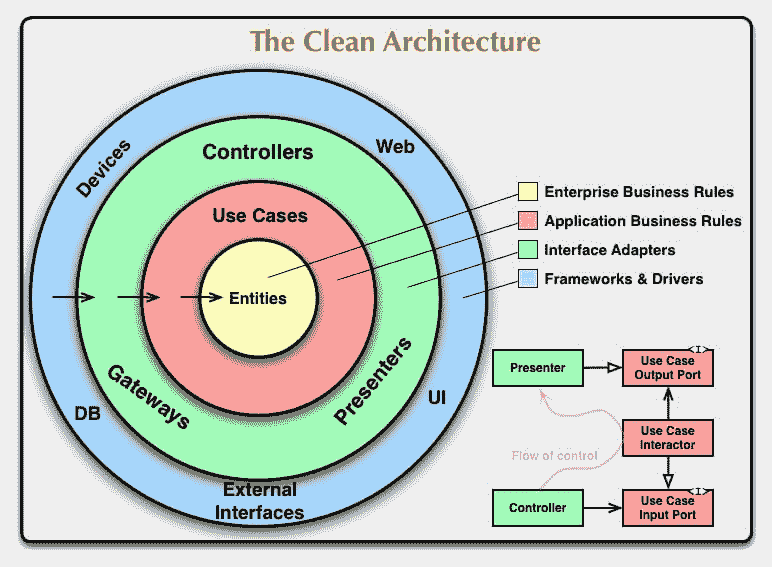 The Clean Architecture
Devices
Web
Controllers
Use Cases
Entities
Gateways
Presenters
DB
UI
External
Interfaces
Enterprise Business Rules
Application Business Rules
Interface Adapters
Frameworks & Drivers
Presenter
<I>
Use Case
Output Port
Use Case
Interactor
Flow of control
Controller
<I>
Use Case
Input Port